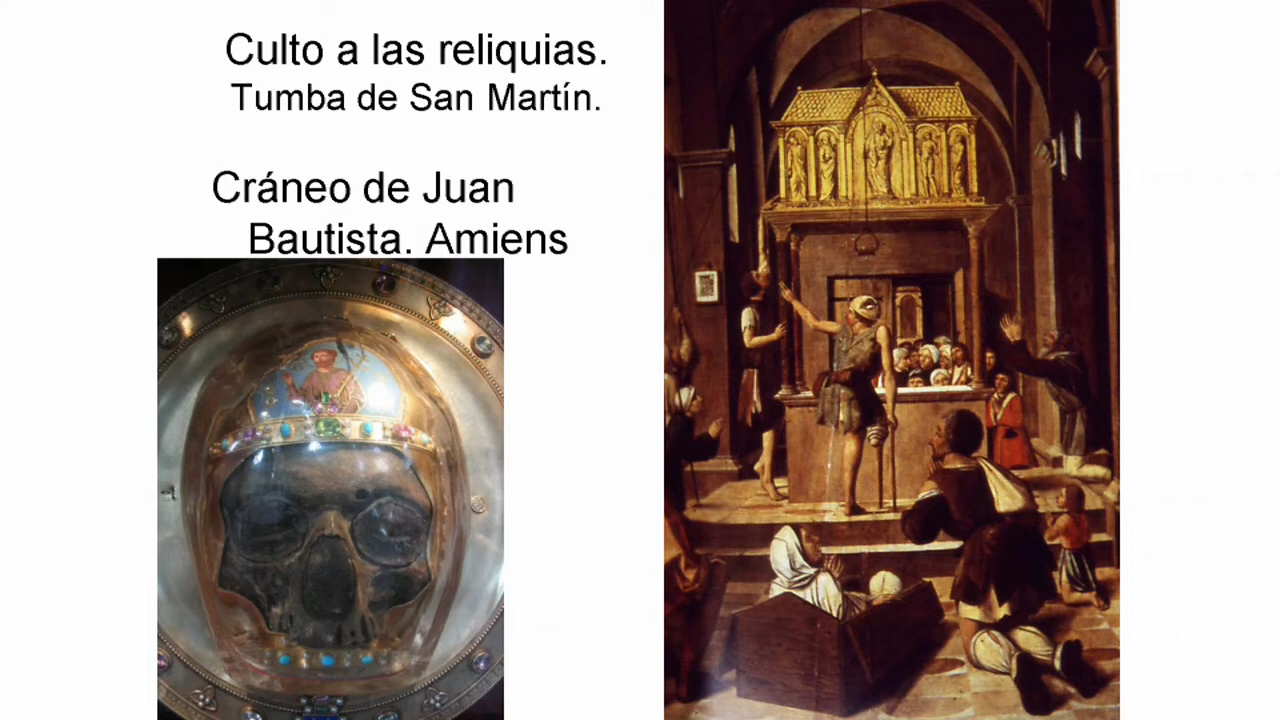 Culto a las reliquias.
Tumba de San Martín.
Cráneo de Juan
Bautista. Amiens